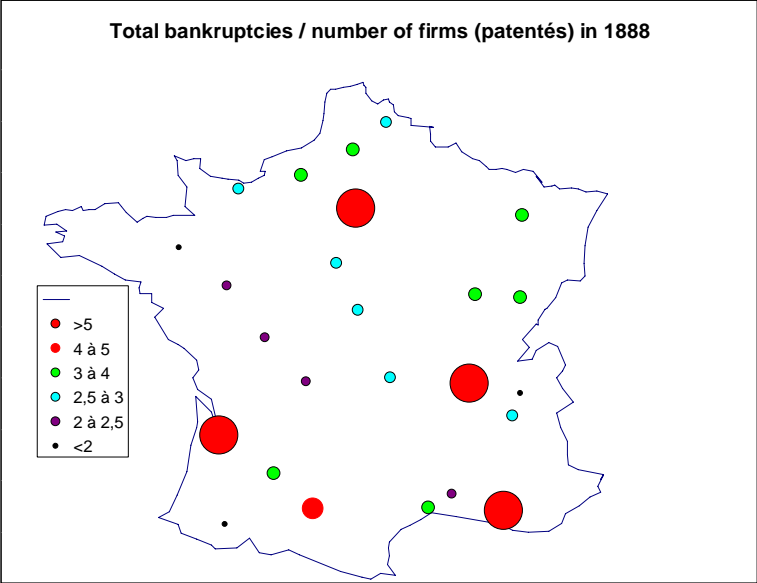 Total bankruptcies / number of firms (patentés) in 1888
>5
4 à 5
3 à 4
2,5 à 3
2 à 2,5
<2